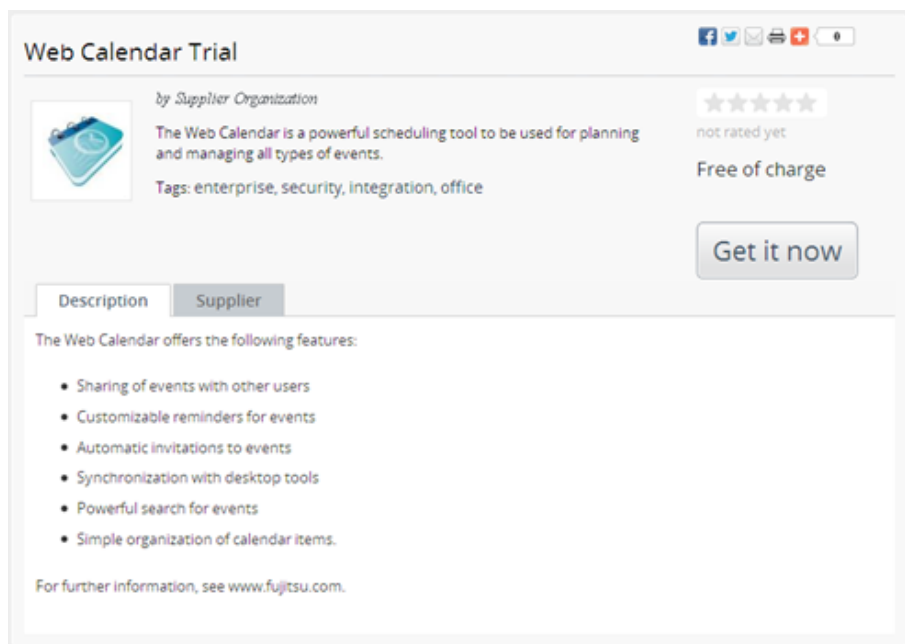 Web Calendar Trial
0
by Supplier Organization
The Web Calendar is a powerful scheduling tool to be used for planning
and managing all types of events.
Tags: enterprise, security, integration, office
not rated yet
Free of charge
Get it now
Description
Supplier
The Web Calendar offers the following features:
• Sharing of events with other users
• Customizable reminders for events
• Automatic invitations to events
• Synchronization with desktop tools
• Powerful search for events
• Simple organization of calendar items.
For further information, see www.fujitsu.com.